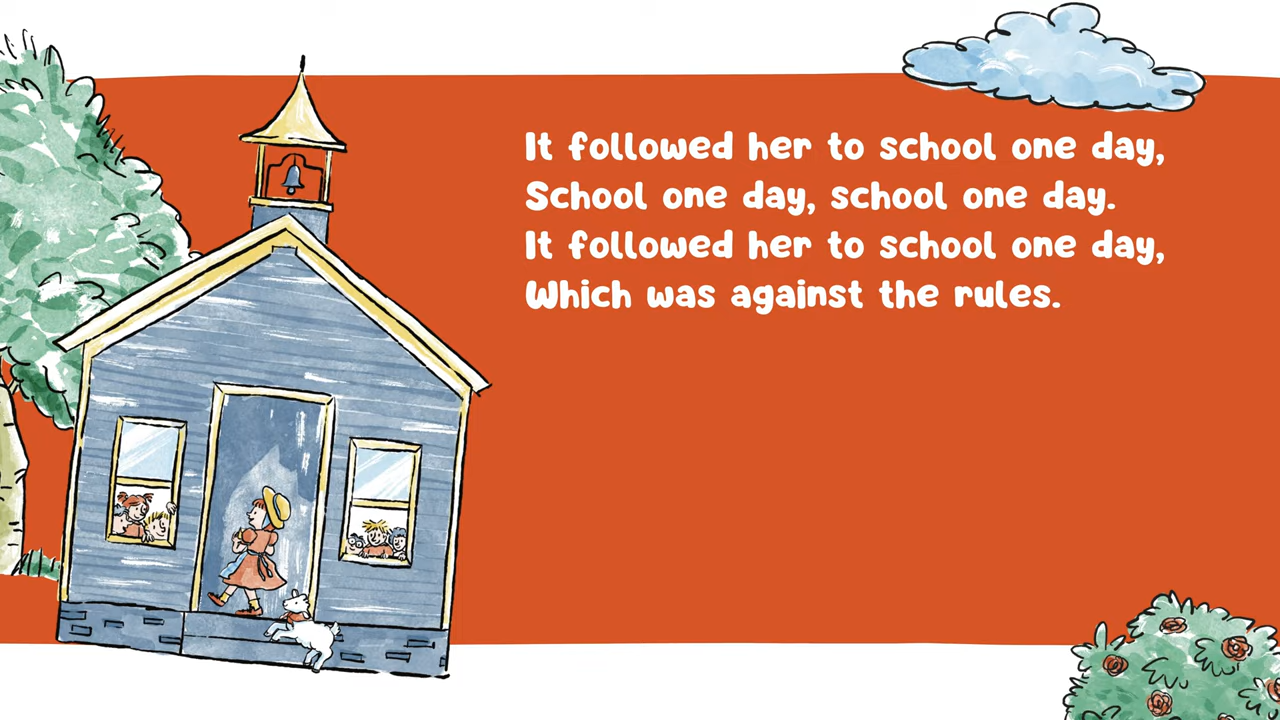 It followed her to school one day,
School one day, school one day.
It followed her to school one day,
Which was against the rules.